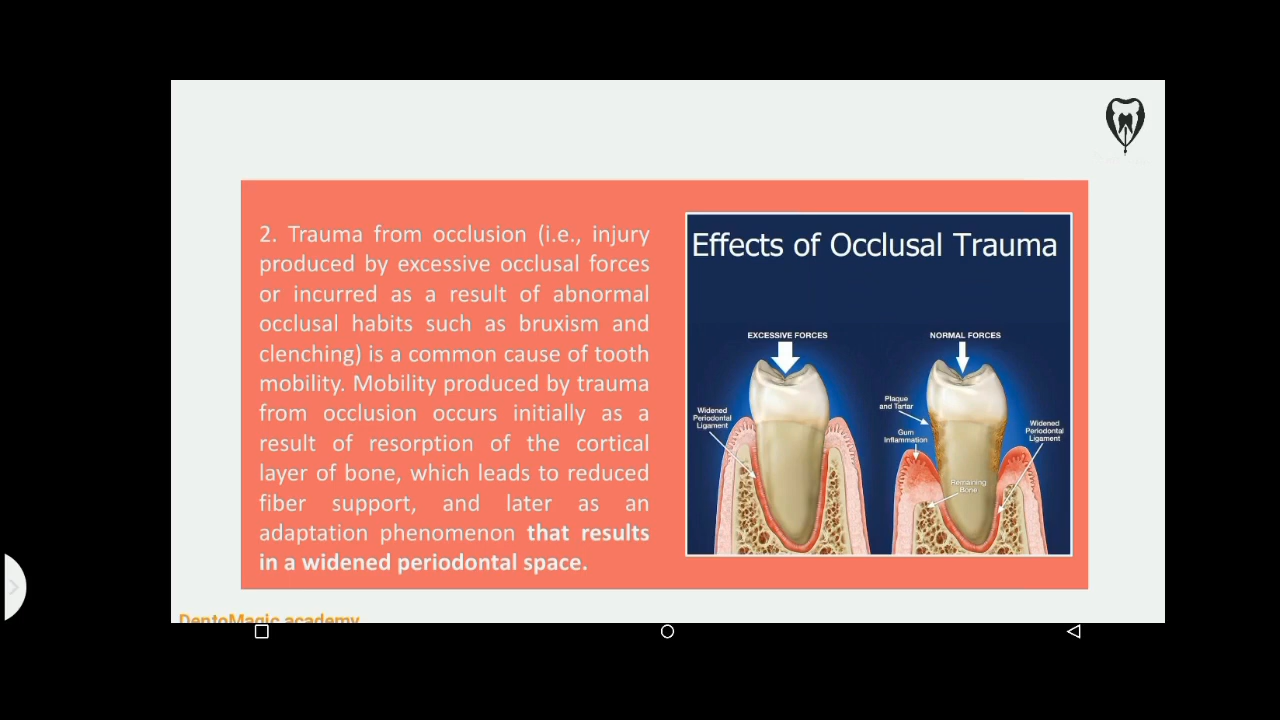 2. Trauma from occlusion (i.e., injury
produced by excessive occlusal forces
or incurred as a result of abnormal
occlusal habits such as bruxism and
clenching) is a common cause of tooth
mobility. Mobility produced by trauma
from occlusion occurs initially as a
result of resorption of the cortical
layer of bone, which leads to reduced
fiber support, and later as an
adaptation phenomenon that results
in a widened periodontal space.
Effects of Occlusal Trauma
EXCESSIVE FORCES
NORMAL FORCES
Widened
Periodontal
Ligament
Plaque
and Tartar
Gum
Inflammation
Widened
Periodontal
Ligament
Remaining
Bone
DentoMagic academy